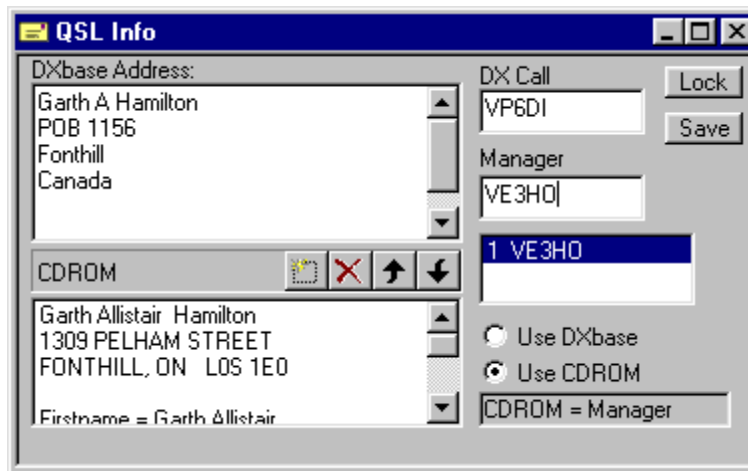 QSL Info
DXbase Address:
Garth A Hamilton
POB 1156
Fonthill
Canada
CDROM
Garth Allistair Hamilton
1309 PELHAM STREET
FONTHILL, ON L0S 1E0
Firstname = Garth Allistair
DX Call
VP6DI
Lock
Save
Manager
VE3HO
1 VE3HO
Use DXbase
Use CDROM
CDROM = Manager